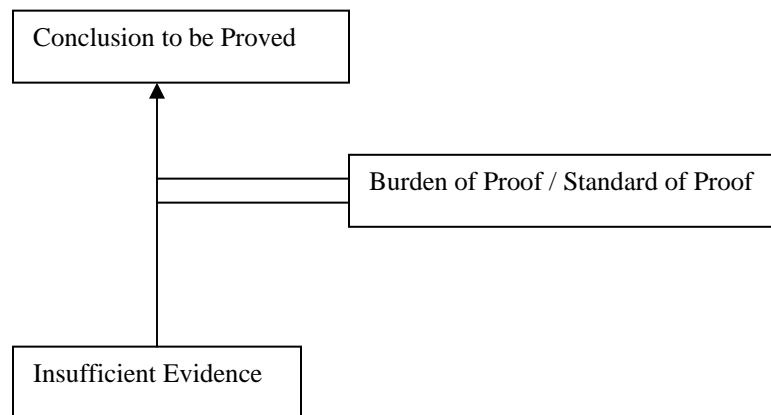 Conclusion to be Proved
Burden of Proof / Standard of Proof
Insufficient Evidence